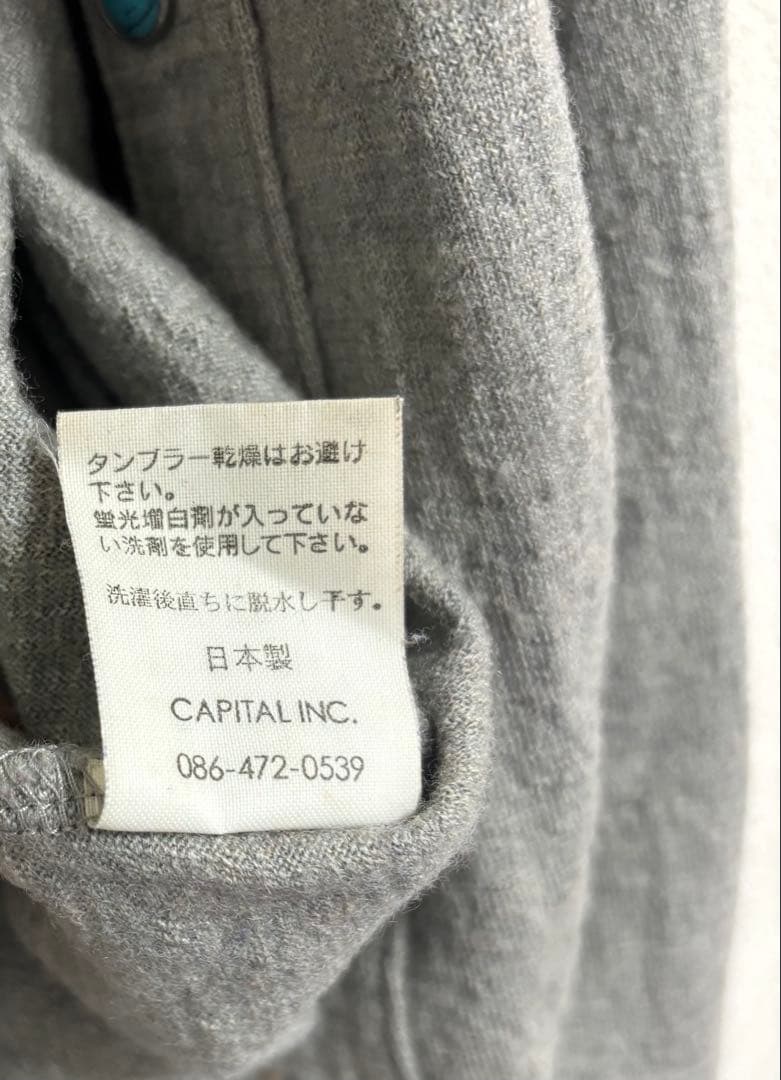 タンブラー乾燥はお避け
下さい。
蛍光増白剤が入っていな
い洗剤を使用して下さい。
洗濯後直ちに脱水し干す。
日本製
CAPITAL INC.
086-472-0539